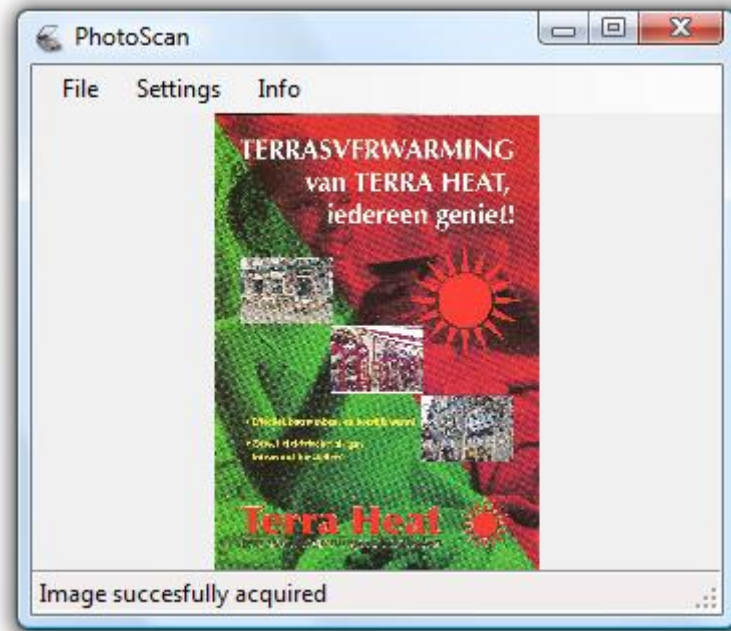 PhotoScan
File Settings Info
TERRASVERWARMING
van TERRA HEAT,
iedereen geniet!
Terra Heat
Image succesfully acquired